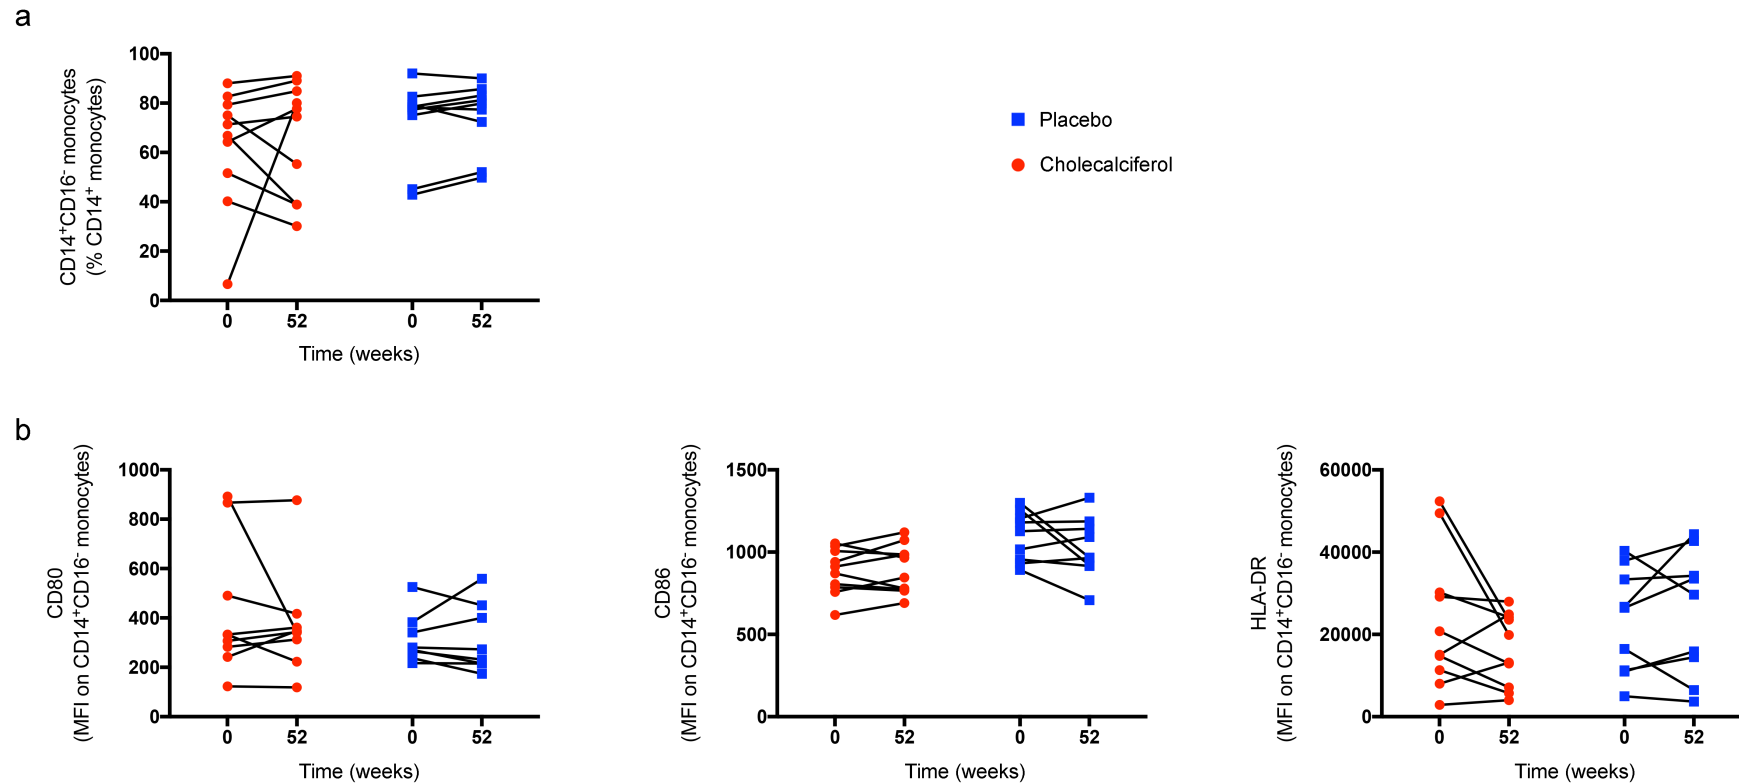 a
CD14⁺CD16⁻ monocytes
(% CD14⁺ monocytes)
100
80
60
40
20
0
0 52 0 52
Time (weeks)
Placebo
Cholecalciferol
b
CD80
(MFI on CD14⁺CD16⁻ monocytes)
1000
800
600
400
200
0
0 52 0 52
Time (weeks)
CD86
(MFI on CD14⁺CD16⁻ monocytes)
1500
1000
500
0
0 52 0 52
Time (weeks)
HLA-DR
(MFI on CD14⁺CD16⁻ monocytes)
60000
40000
20000
0
0 52 0 52
Time (weeks)